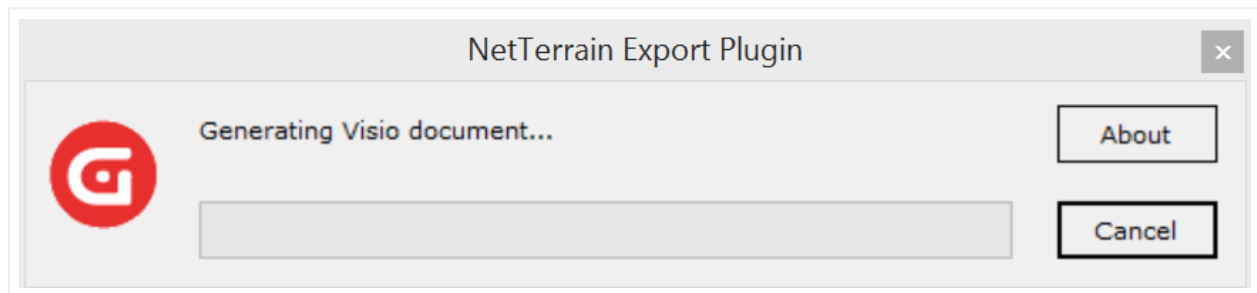 NetTerrain Export Plugin
Generating Visio document...
About
Cancel